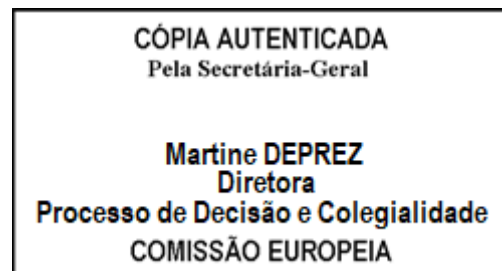 CÓPIA AUTENTICADA
Pela Secretária-Geral
Martine DEPREZ
Diretora
Processo de Decisão e Colegialidade
COMISSÃO EUROPEIA